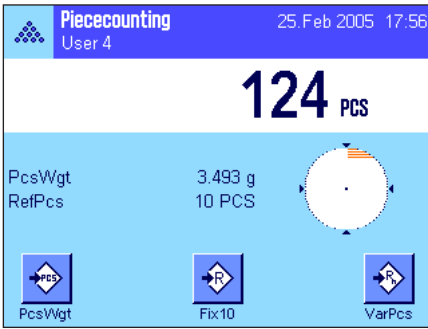 Piececounting 25.Feb 2005 17:56
User 4
124 PCS
PcsWgt 3.493 g
RefPcs 10 PCS
PCS R Rn
PcsWgt Fix10 VarPcs